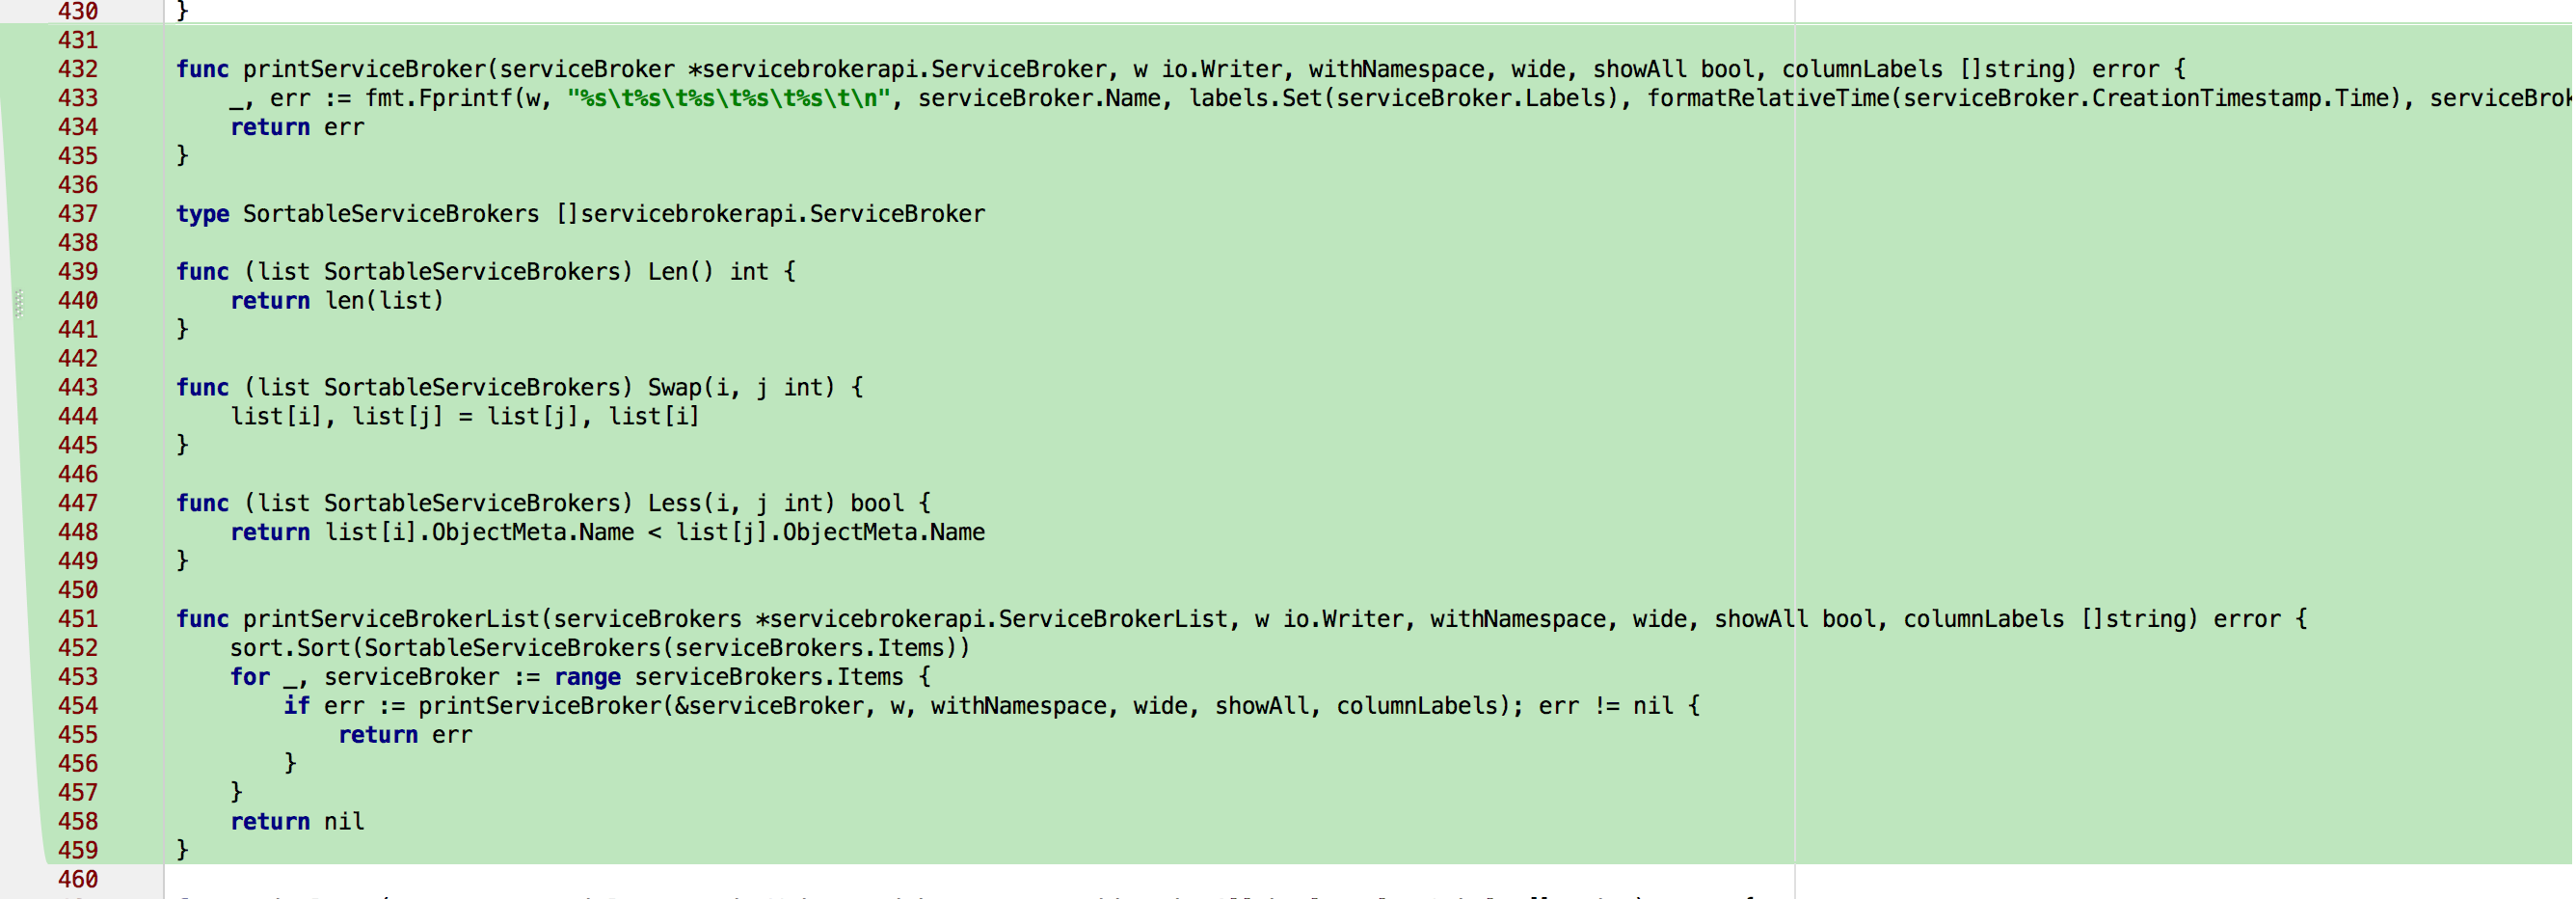 430 }
431
432 func printServiceBroker(serviceBroker *servicebrokerapi.ServiceBroker, w io.Writer, withNamespace, wide, showAll bool, columnLabels []string) error {
433 _, err := fmt.Fprintf(w, "%s\t%s\t%s\t%s\t%s\t\n", serviceBroker.Name, labels.Set(serviceBroker.Labels), formatRelativeTime(serviceBroker.CreationTimestamp.Time), serviceBrok
434 return err
435 }
436
437 type SortableServiceBrokers []servicebrokerapi.ServiceBroker
438
439 func (list SortableServiceBrokers) Len() int {
440 return len(list)
441 }
442
443 func (list SortableServiceBrokers) Swap(i, j int) {
444 list[i], list[j] = list[j], list[i]
445 }
446
447 func (list SortableServiceBrokers) Less(i, j int) bool {
448 return list[i].ObjectMeta.Name < list[j].ObjectMeta.Name
449 }
450
451 func printServiceBrokerList(serviceBrokers *servicebrokerapi.ServiceBrokerList, w io.Writer, withNamespace, wide, showAll bool, columnLabels []string) error {
452 sort.Sort(SortableServiceBrokers(serviceBrokers.Items))
453 for _, serviceBroker := range serviceBrokers.Items {
454 if err := printServiceBroker(&serviceBroker, w, withNamespace, wide, showAll, columnLabels); err != nil {
455 return err
456 }
457 }
458 return nil
459 }
460